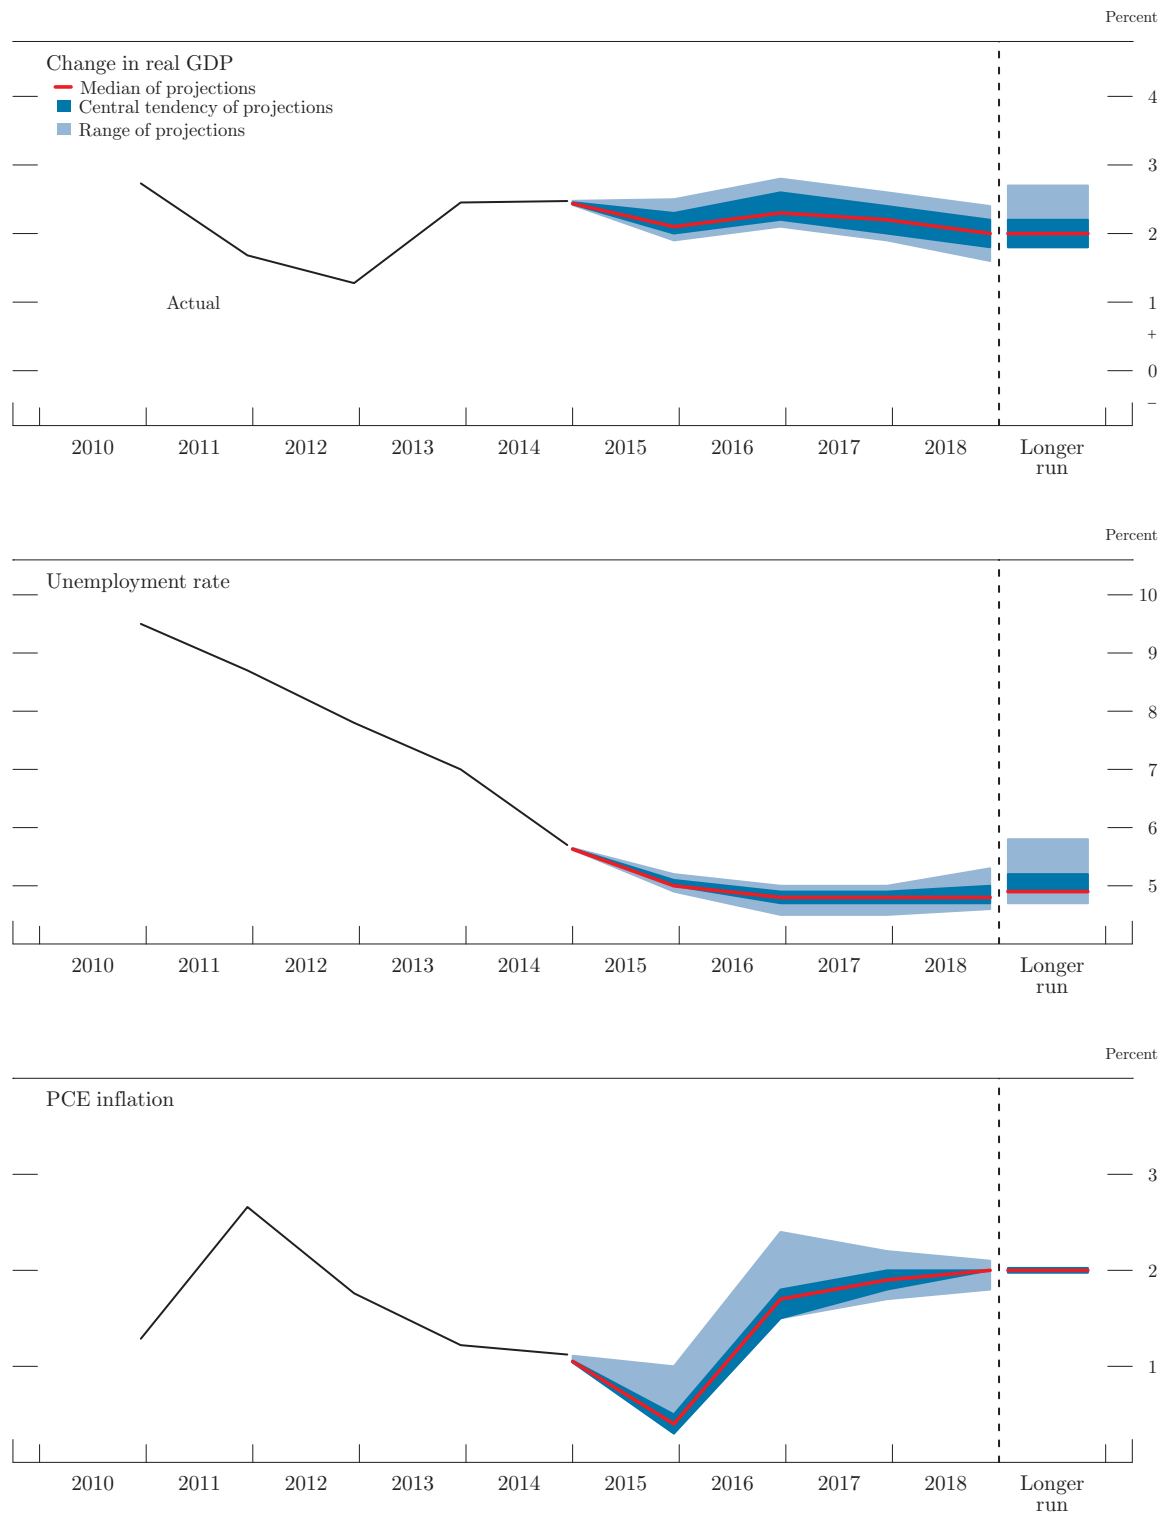 Percent
Change in real GDP
Median of projections
Central tendency of projections
Range of projections
4
3
2
Actual
1
+
0
−
2010 2011 2012 2013 2014 2015 2016 2017 2018 Longer
run
Percent
Unemployment rate
10
9
8
7
6
5
2010 2011 2012 2013 2014 2015 2016 2017 2018 Longer
run
Percent
PCE inflation
3
2
1
2010 2011 2012 2013 2014 2015 2016 2017 2018 Longer
run